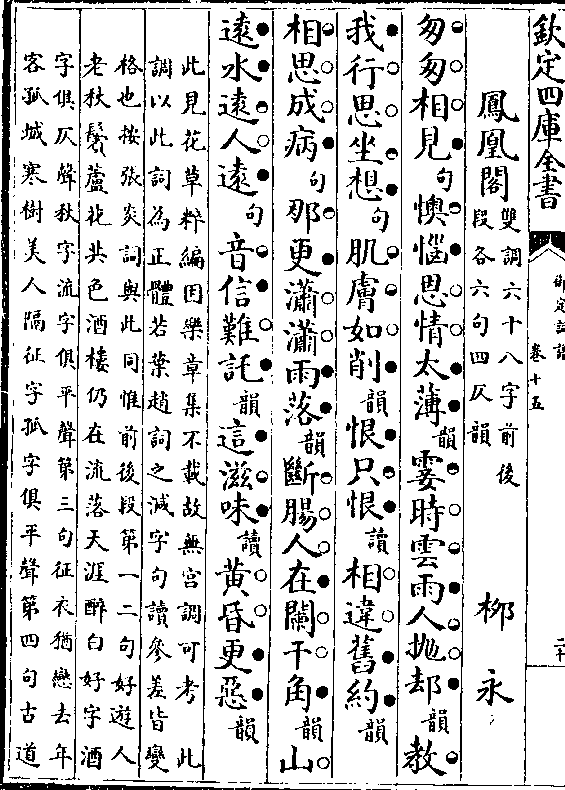 欽定四庫全書
御定詞譜
卷十五
二十
鳳凰閣 雙調六十八字前後
段各六句四仄韻
柳永
匆匆相見句懊惱恩情太薄韻霎時雲雨人拋却韻教
我行思坐想句肌膚如削韻恨只恨讀相違舊約韻
相思成病句那更瀟瀟雨落韻斷腸人在闌干角韻山
遠水遠人遠句音信難託韻這滋味讀黃昏更惡韻
此見花草粹編因樂章集不載故無宮調可考 此
調以此詞為正體若葉趙詞之減字句讀參差皆變
格也按張炎詞與此同惟前後段第一二句好遊人
老秋鬢蘆花共色酒樓仍在流落天涯醉白好字酒
字俱仄聲秋字流字俱平聲第三句征衣猶戀去年
客孤城寒樹美人隔征字孤字俱平聲第四句古道